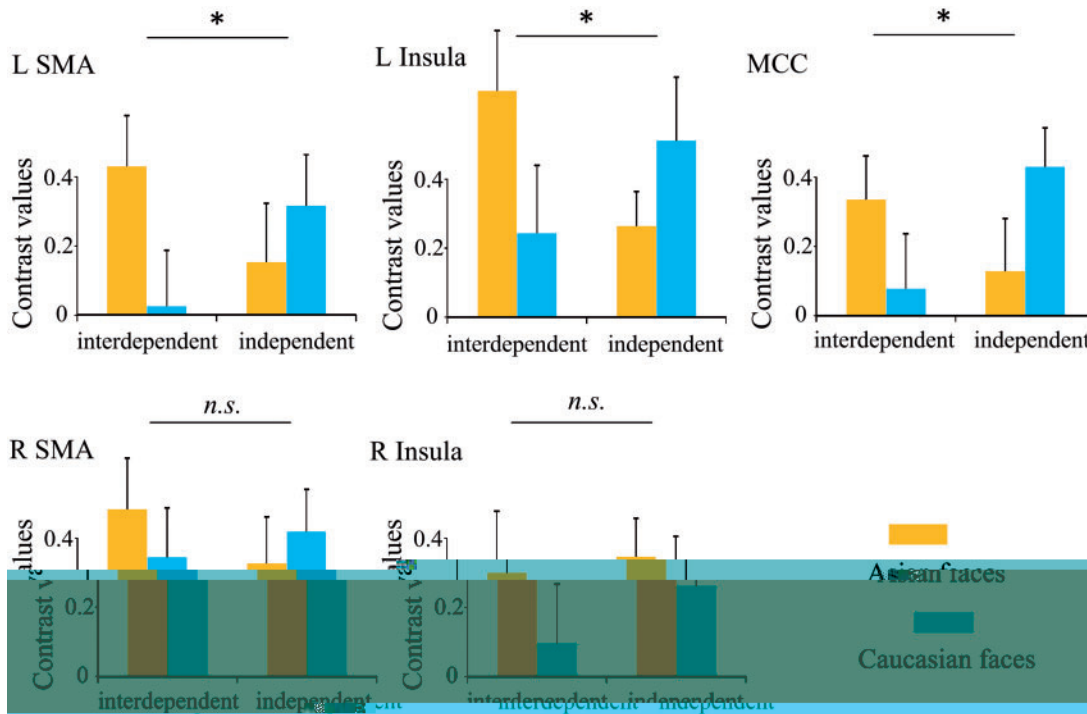 *
*
*
L SMA
L Insula
MCC
Contrast values
0.4
0.2
0
interdependent independent
Contrast values
0.4
0.2
0
interdependent independent
Contrast values
0.4
0.2
0
interdependent independent
n.s.
n.s.
R SMA
R Insula
Contrast values
0.4
0.2
0
interdependent independent
0.4
0.2
0
interdependent independent
Asian faces
Caucasian faces